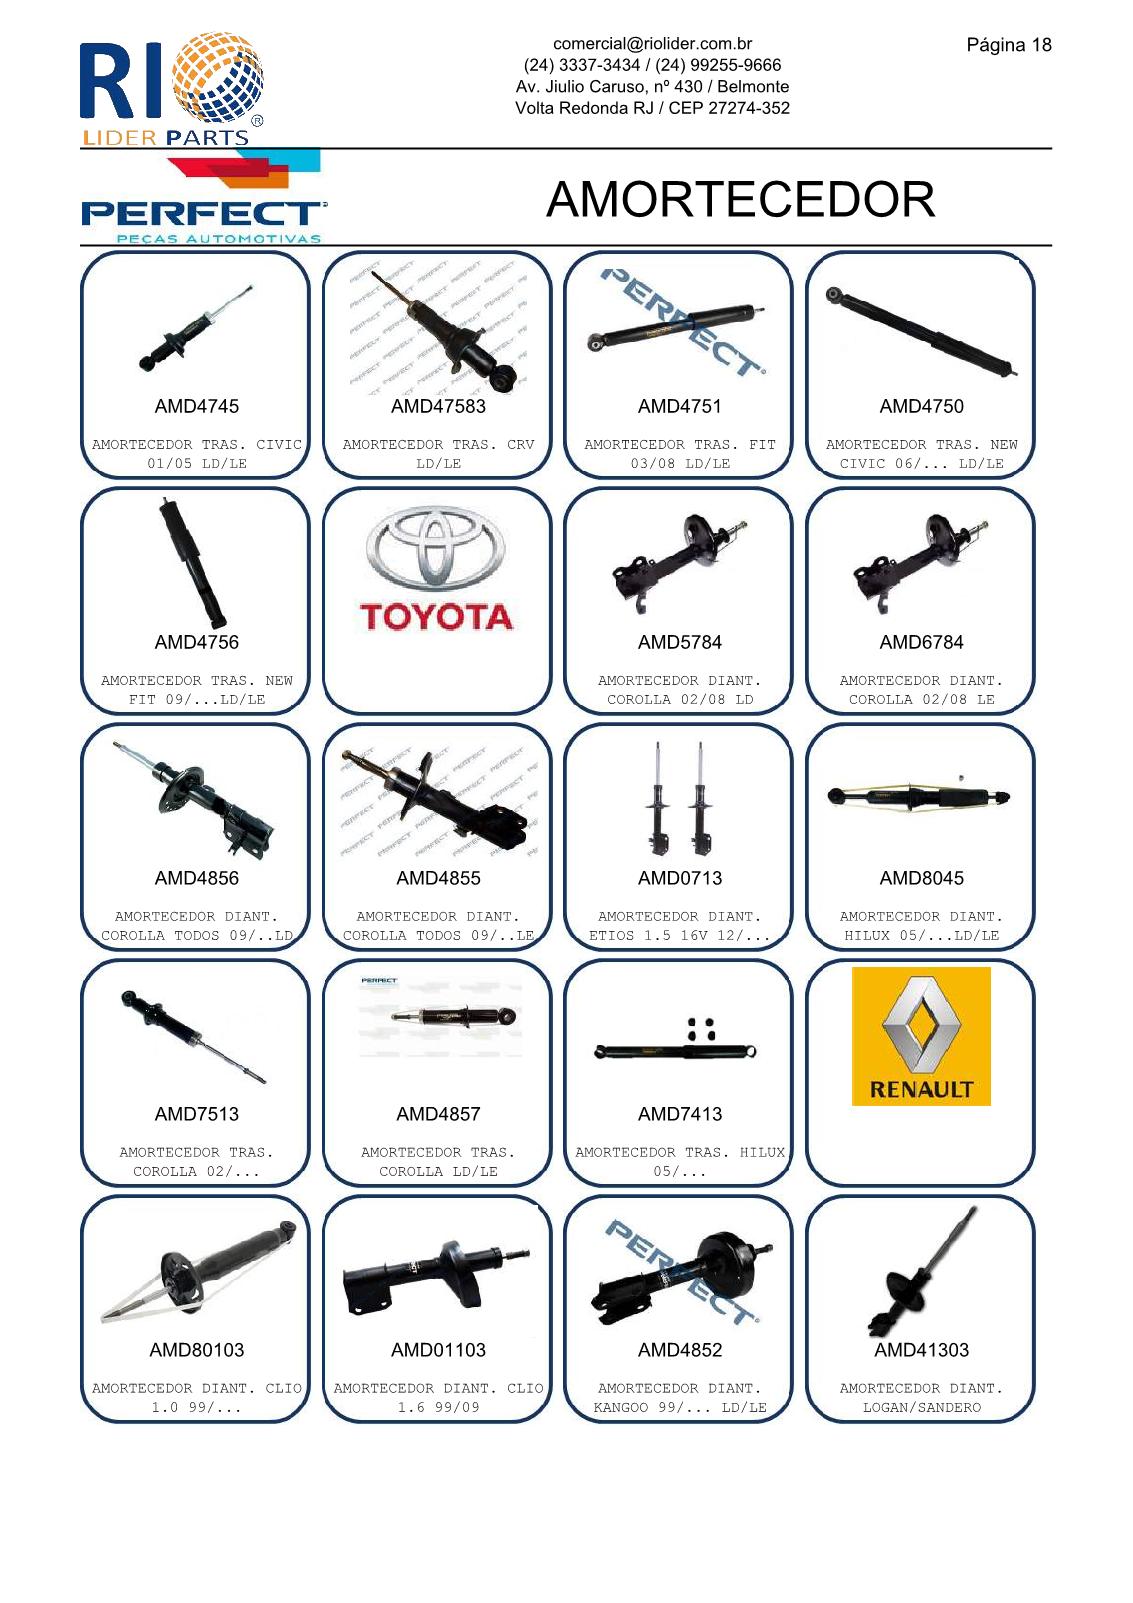 RIO
LIDER PARTS
comercial@riolider.com.br
(24) 3337-3434 / (24) 99255-9666
Av. Jiulio Caruso, nº 430 / Belmonte
Volta Redonda RJ / CEP 27274-352
Página 18
PERFECT
PEÇAS AUTOMOTIVAS
AMORTECEDOR
AMD4745
AMORTECEDOR TRAS. CIVIC
01/05 LD/LE
AMD47583
AMORTECEDOR TRAS. CRV
LD/LE
PERFECT
AMD4751
AMORTECEDOR TRAS. FIT
03/08 LD/LE
AMD4750
AMORTECEDOR TRAS. NEW
CIVIC 06/... LD/LE
AMD4756
AMORTECEDOR TRAS. NEW
FIT 09/...LD/LE
TOYOTA
AMD5784
AMORTECEDOR DIANT.
COROLLA 02/08 LD
AMD6784
AMORTECEDOR DIANT.
COROLLA 02/08 LE
AMD4856
AMORTECEDOR DIANT.
COROLLA TODOS 09/..LD
AMD4855
AMORTECEDOR DIANT.
COROLLA TODOS 09/..LE
AMD0713
AMORTECEDOR DIANT.
ETIOS 1.5 16V 12/...
AMD8045
AMORTECEDOR DIANT.
HILUX 05/...LD/LE
AMD7513
AMORTECEDOR TRAS.
COROLLA 02/...
PERFECT
AMD4857
AMORTECEDOR TRAS.
COROLLA LD/LE
AMD7413
AMORTECEDOR TRAS. HILUX
05/...
RENAULT
AMD80103
AMORTECEDOR DIANT. CLIO
1.0 99/...
AMD01103
AMORTECEDOR DIANT. CLIO
1.6 99/09
PERFECT
AMD4852
AMORTECEDOR DIANT.
KANGOO 99/... LD/LE
AMD41303
AMORTECEDOR DIANT.
LOGAN/SANDERO